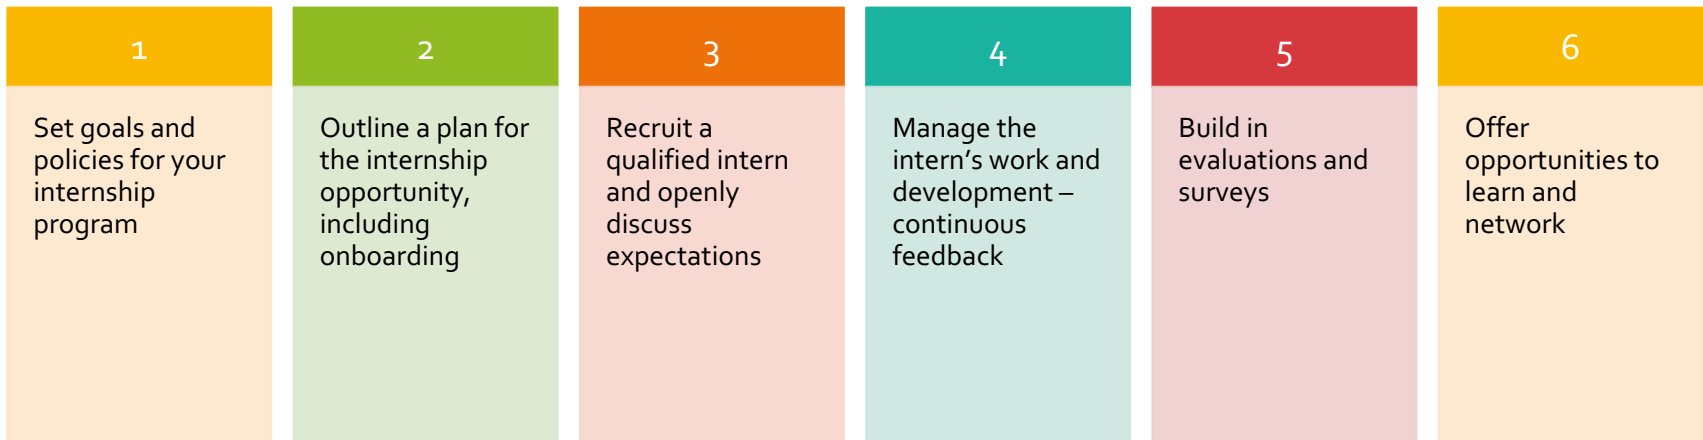 1
Set goals and
policies for your
internship
program
2
Outline a plan for
the internship
opportunity,
including
onboarding
3
Recruit a
qualified intern
and openly
discuss
expectations
4
Manage the
intern’s work and
development –
continuous
feedback
5
Build in
evaluations and
surveys
6
Offer
opportunities to
learn and
network